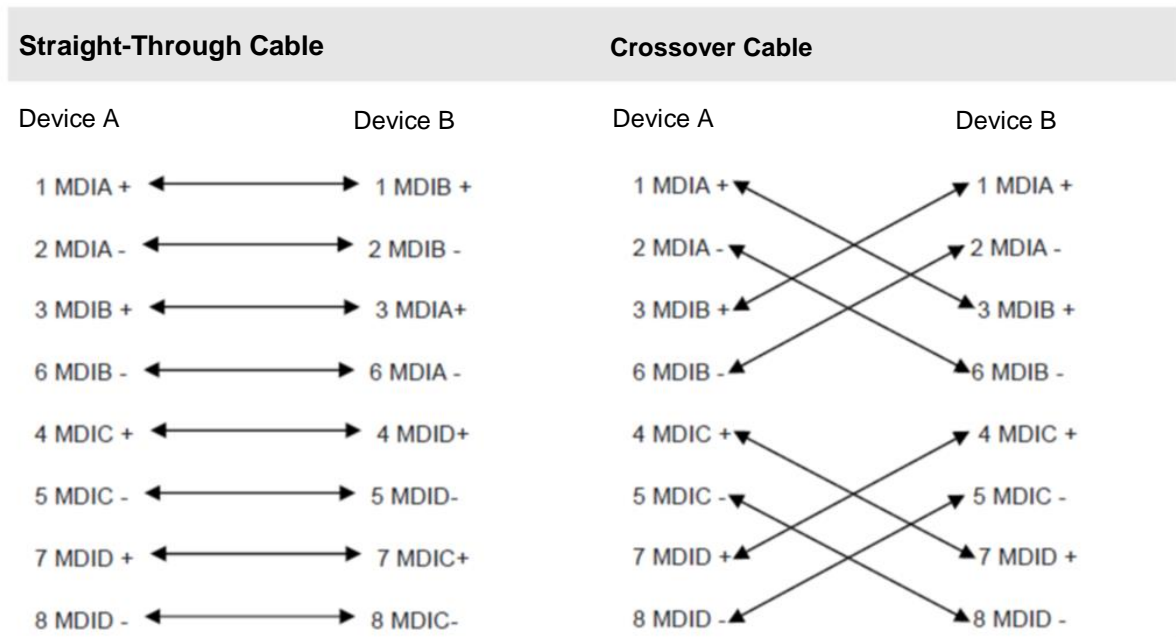 Straight-Through Cable Crossover Cable
Device A Device B Device A Device B
1 MDIA + 1 MDIB + 1 MDIA + 1 MDIA +
2 MDIA - 2 MDIB - 2 MDIA - 2 MDIA -
3 MDIB + 3 MDIA+ 3 MDIB + 3 MDIB +
6 MDIB - 6 MDIA - 6 MDIB - 6 MDIB -
4 MDIC + 4 MDID+ 4 MDIC + 4 MDIC +
5 MDIC - 5 MDID- 5 MDIC - 5 MDIC -
7 MDID + 7 MDIC+ 7 MDID + 7 MDID +
8 MDID - 8 MDIC- 8 MDID - 8 MDID -